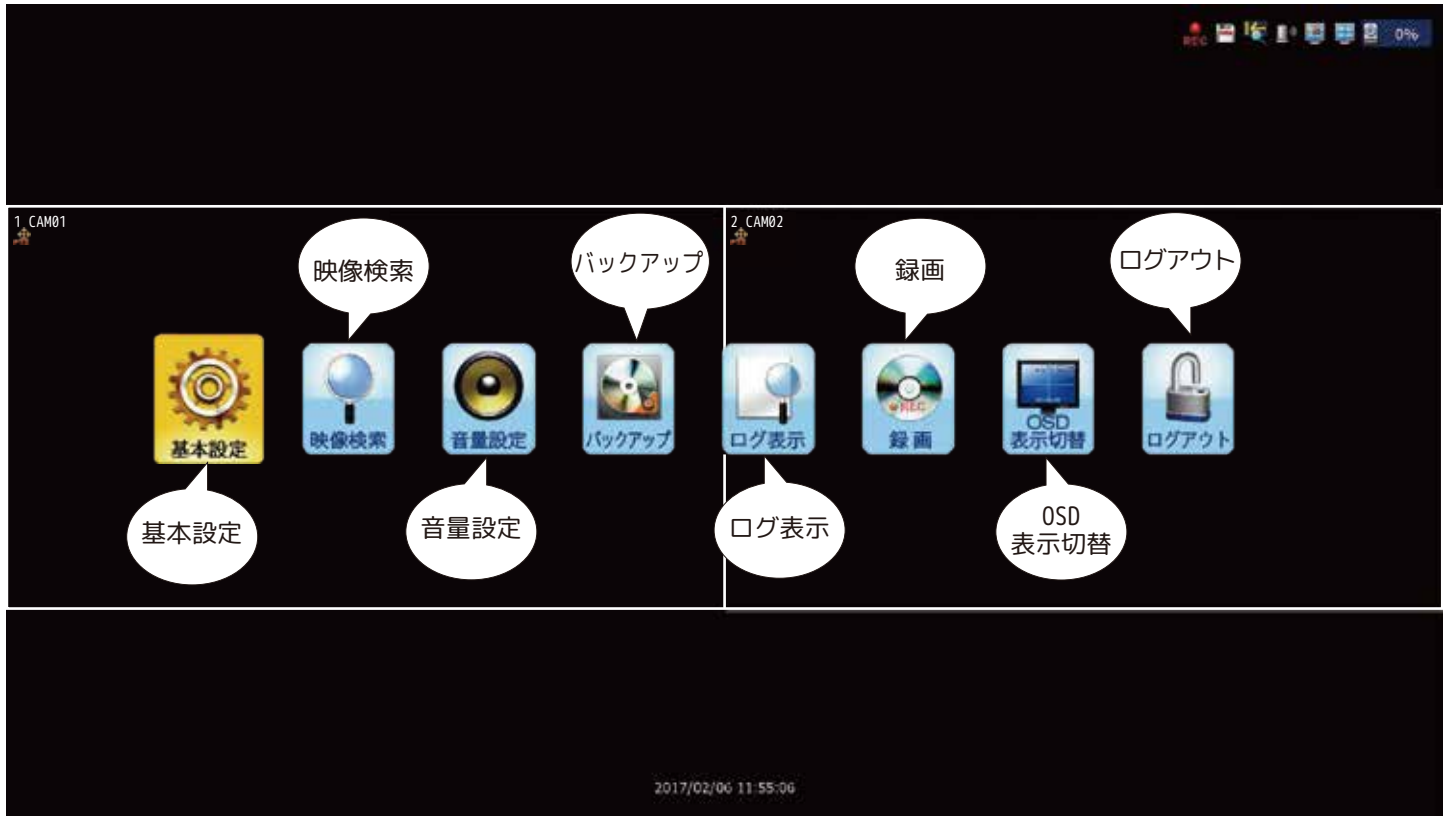 REC
0%
1 CAM01
2 CAM02
映像検索
バックアップ
録画
ログアウト
基本設定
映像検索
音量設定
バックアップ
ログ表示
REC
録画
OSD
表示切替
ログアウト
基本設定
音量設定
ログ表示
OSD
表示切替
2017/02/06 11:55:06